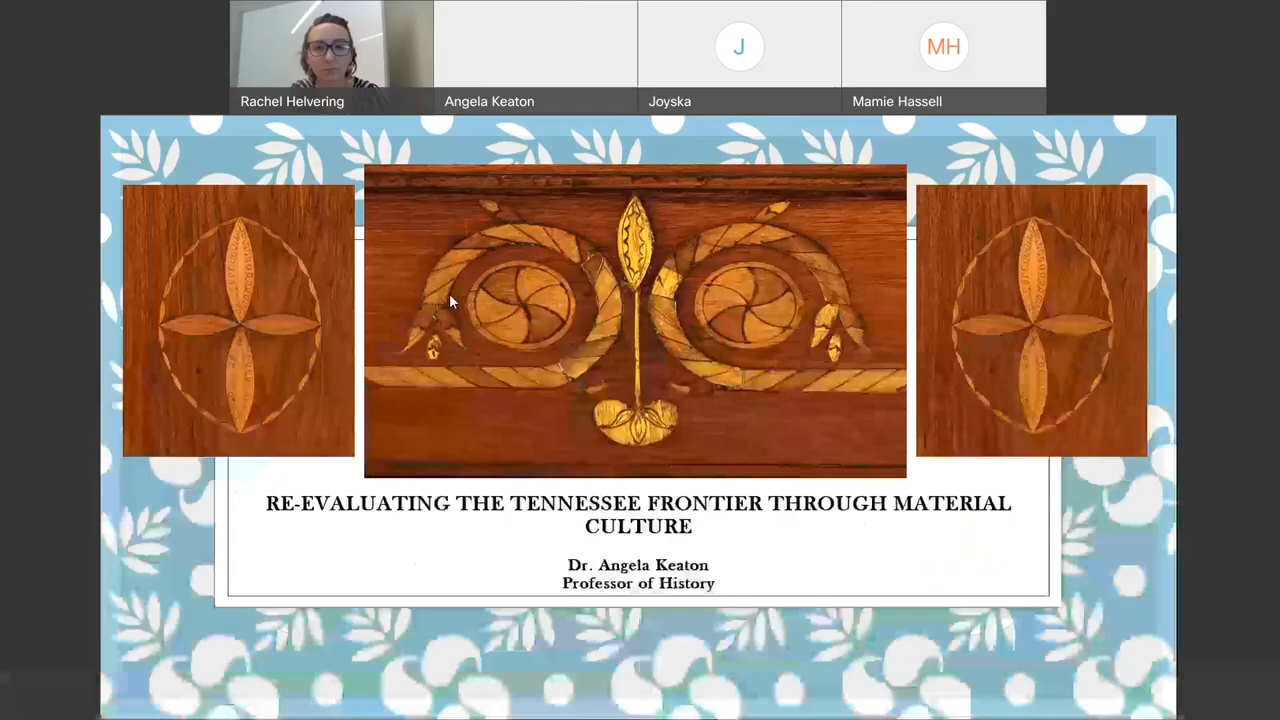 J
MH
Rachel Helvering
Angela Keaton
Joyska
Mamie Hassell
RE-EVALUATING THE TENNESSEE FRONTIER THROUGH MATERIAL
CULTURE
Dr. Angela Keaton
Professor of History